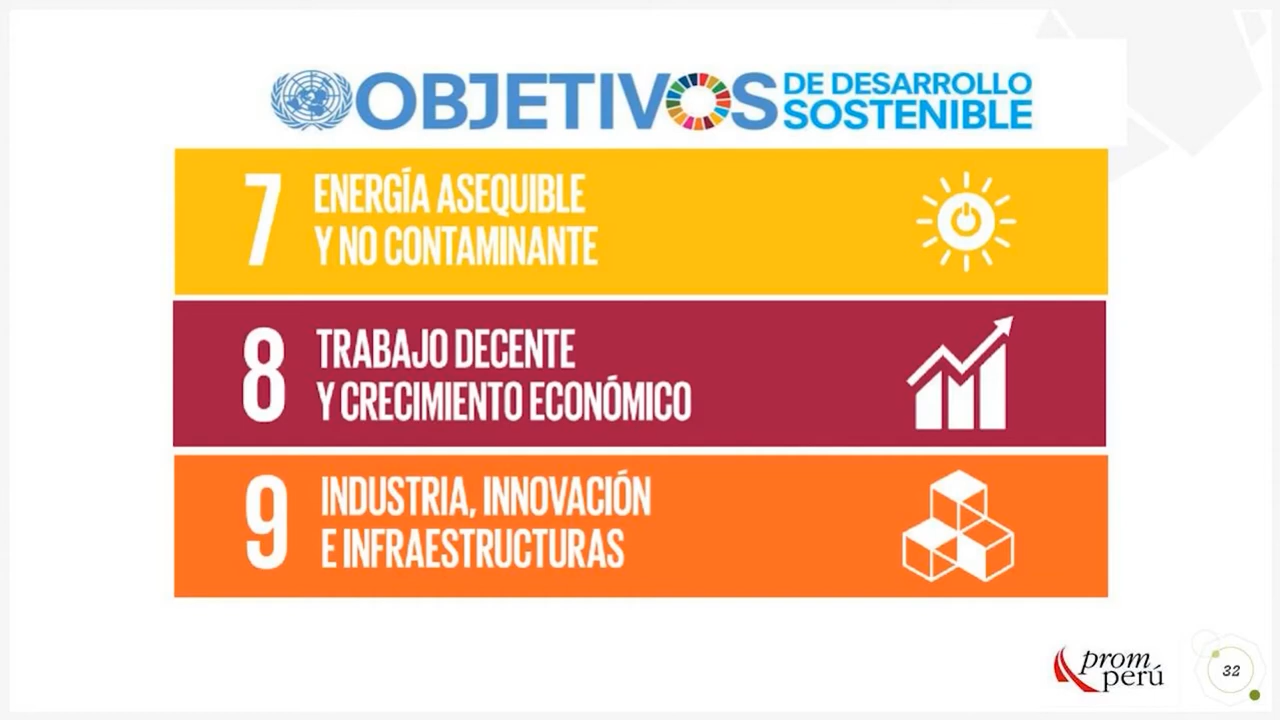 OBJETIVOS DE DESARROLLO
SOSTENIBLE
7 ENERGÍA ASEQUIBLE
Y NO CONTAMINANTE
8 TRABAJO DECENTE
Y CRECIMIENTO ECONÓMICO
9 INDUSTRIA, INNOVACIÓN
E INFRAESTRUCTURAS
prom
perú
32